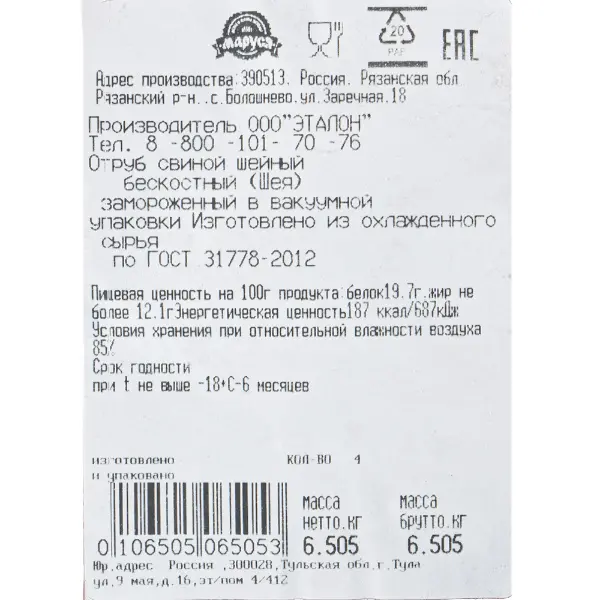 МАРУСЯ
20
PAP
EAC
Адрес производства:390513. Россия. Рязанская обл
Рязанский р-н..с.Болошнево.ул.Заречная.18
Производитель ООО"ЭТАЛОН"
Тел. 8 -800 -101- 70 -76
Отруб свиной шейный
бескостный (Шея)
замороженный в вакуумной
упаковки Изготовлено из охлажденного
сырья
по ГОСТ 31778-2012
Пищевая ценность на 100г продукта:белок19.7г.жир не
более 12.1гЭнергетическая ценность187 ккал/687кДж
Условия хранения при относительной влажности воздуха
85%
Срок годности
при t не выше -18*С-6 месяцев
изготовлено КОЛ-ВО 4
и упаковано
масса нетто.кг 6.505
масса брутто.кг 6.505
0 106505 065053
Юр.адрес Россия ,300028,Тульская обл.г.Тула
ул.9 мая,д.16,эт/пом 4/412